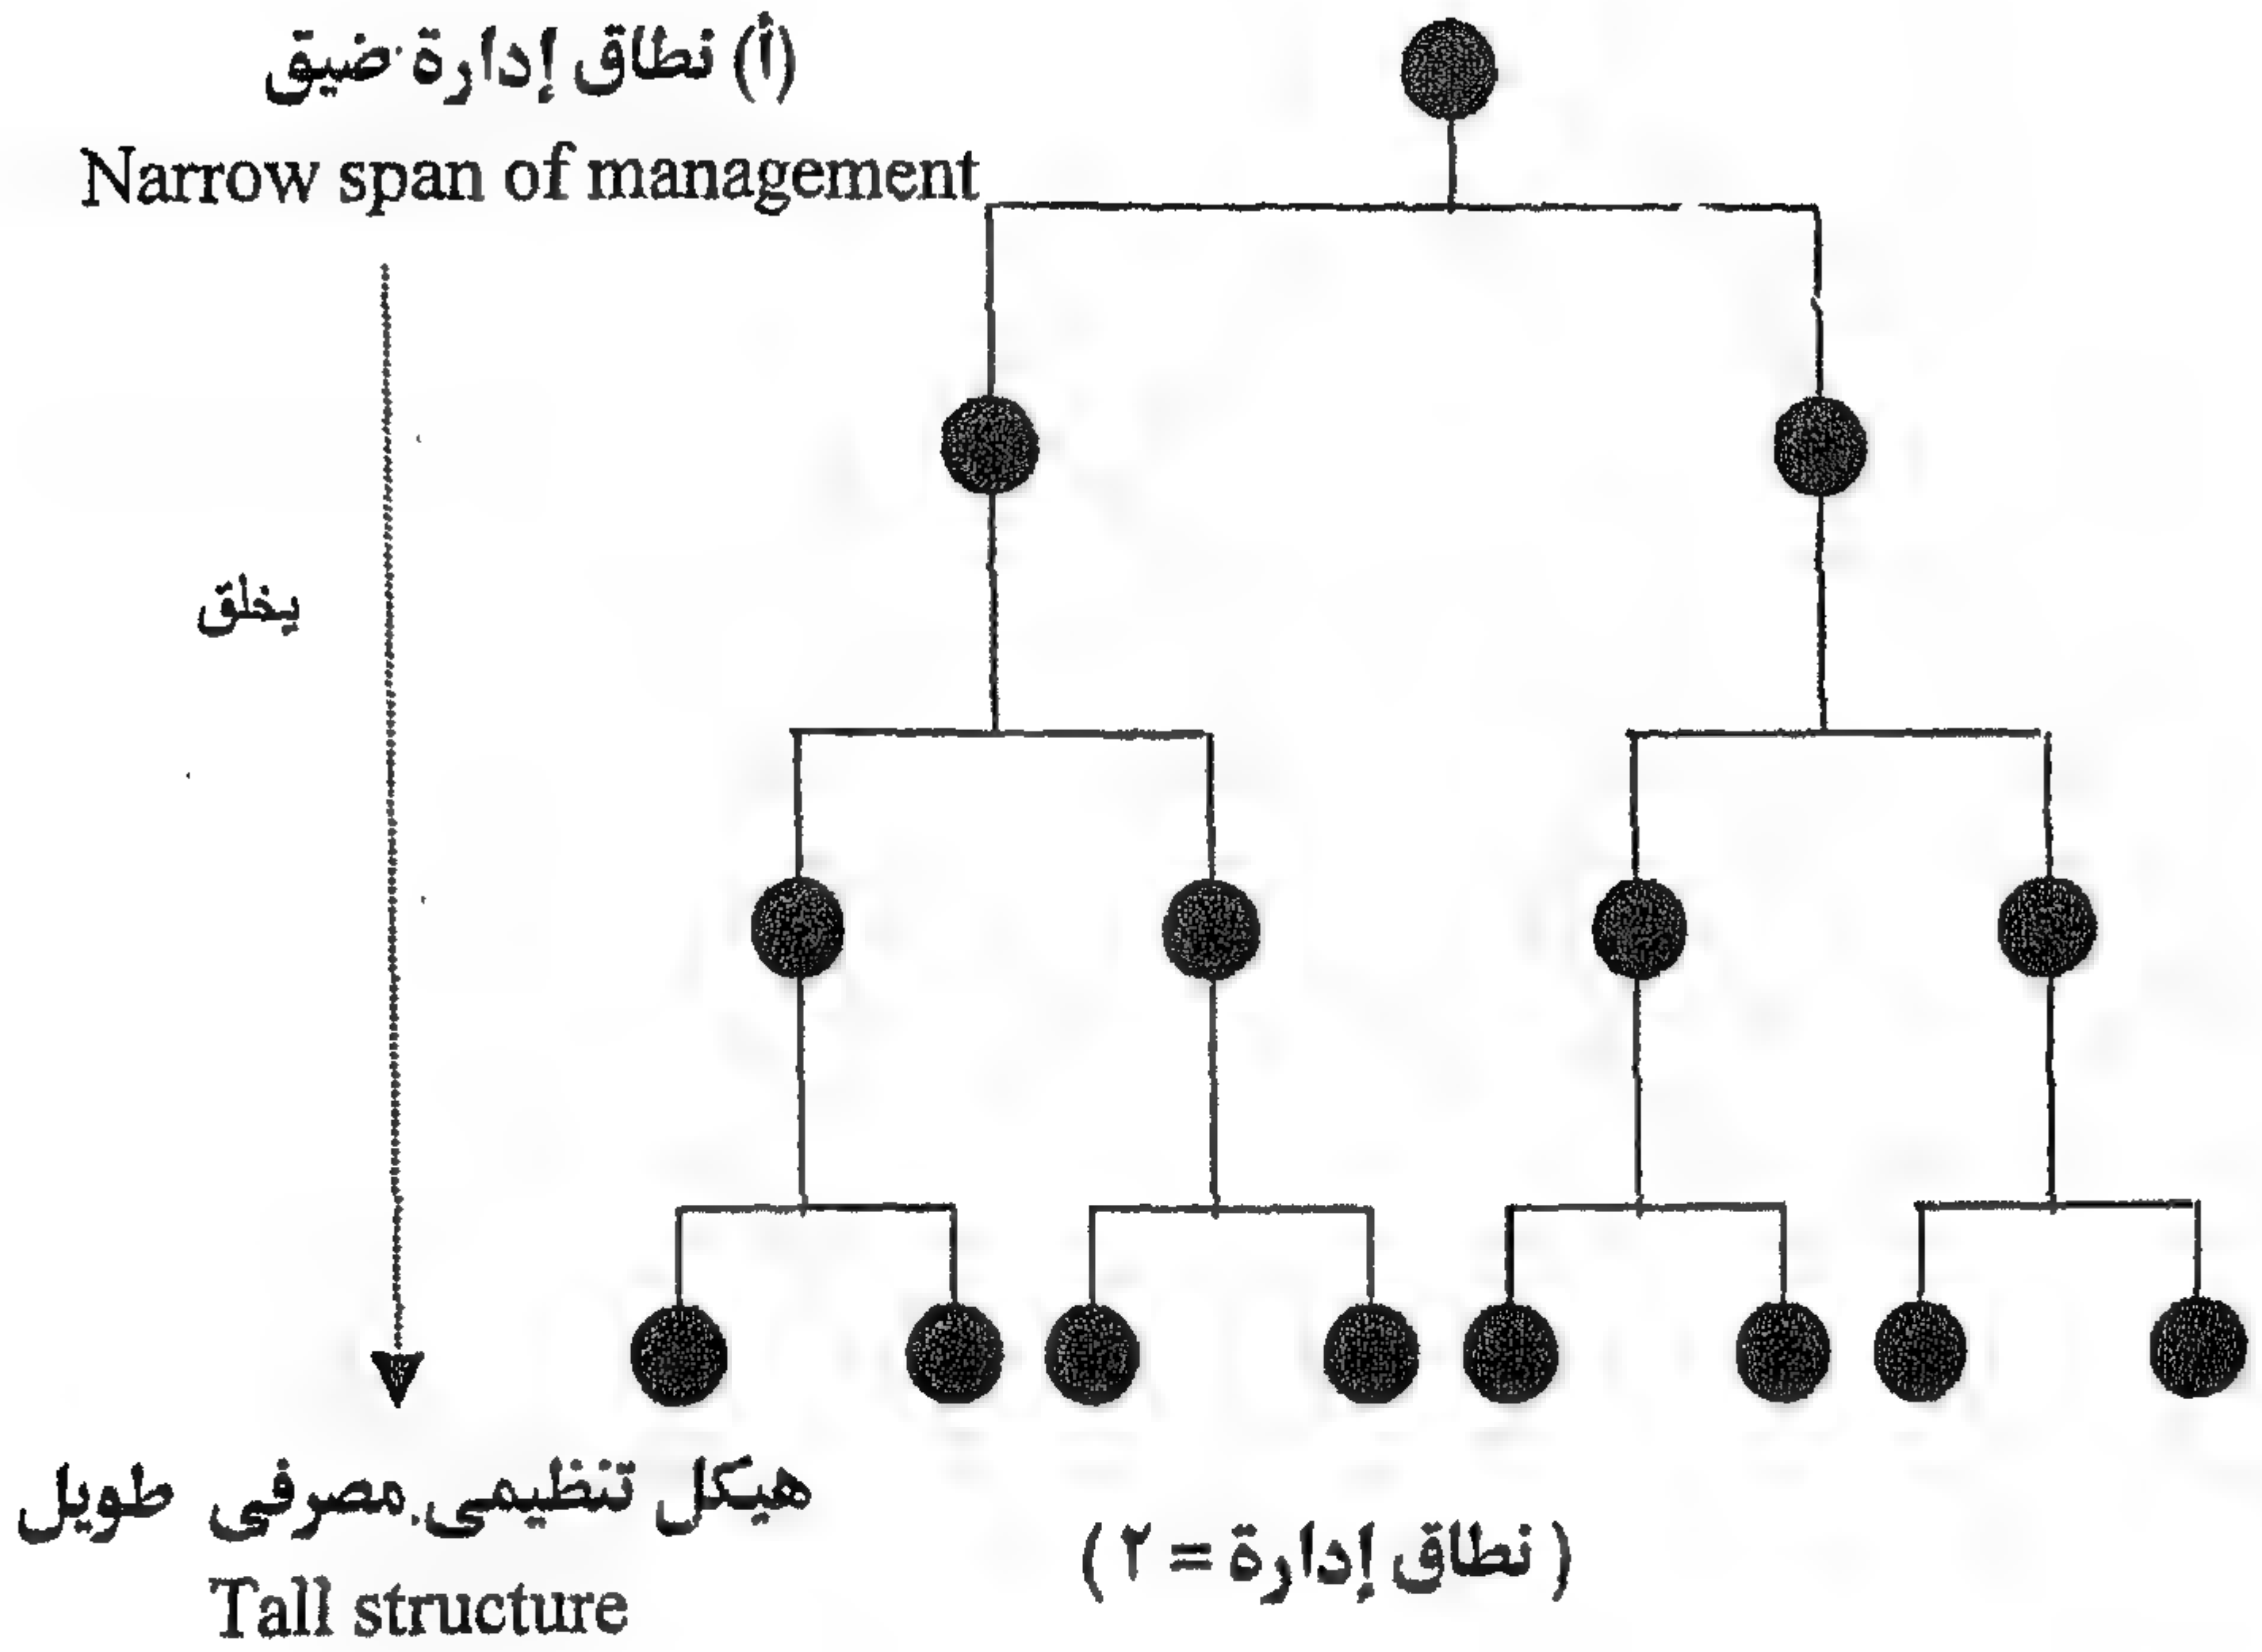 (أ) نطاق إدارة ضيق
Narrow span of management
يخلق
هيكل تنظيمى مصرفى طويل
Tall structure
( نطاق إدارة = ٢ )